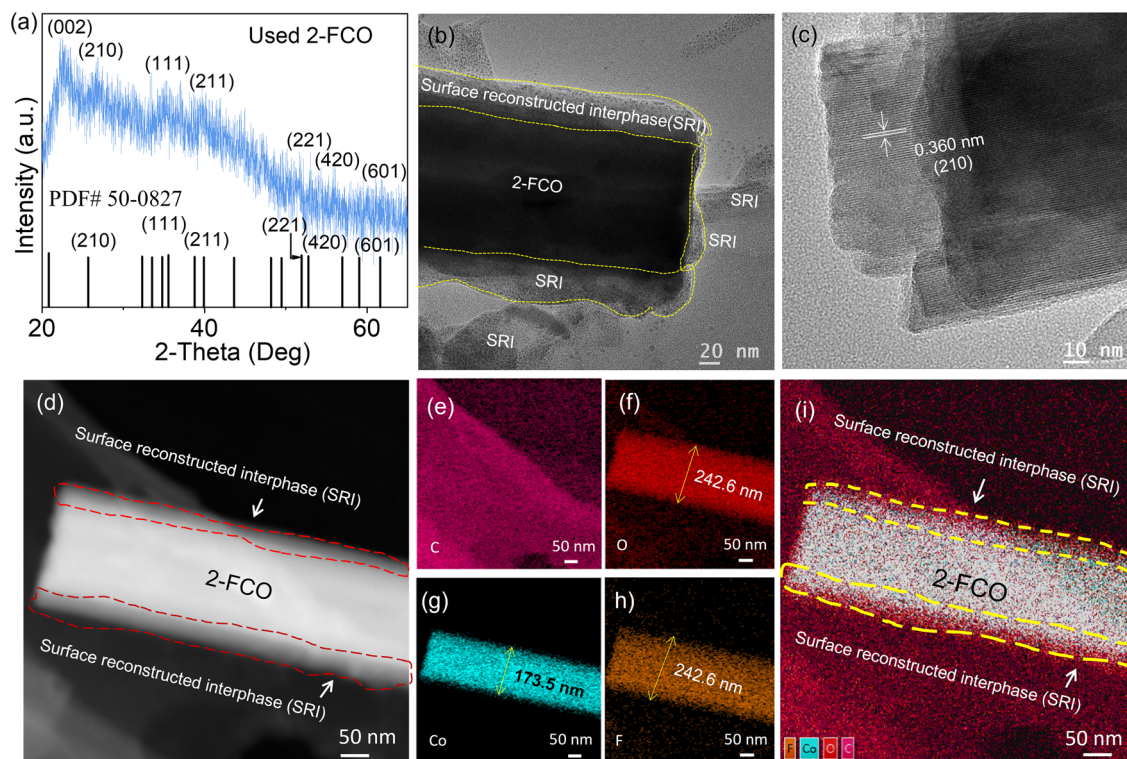 (a)
(002)
(210)
(111)
(211)
Used 2-FCO
(221)
(420)
(601)
PDF# 50-0827
(210)
(111)
(211)
(221)
(420)
(601)
Intensity (a.u.)
20
40
60
2-Theta (Deg)
(b)
Surface reconstructed interphase(SRI)
2-FCO
SRI
SRI
SRI
SRI
20 nm
(c)
0.360 nm
(210)
10 nm
(d)
Surface reconstructed interphase (SRI)
2-FCO
Surface reconstructed interphase (SRI)
50 nm
(e)
C
50 nm
(f)
242.6 nm
O
50 nm
(g)
173.5 nm
Co
50 nm
(h)
242.6 nm
F
50 nm
(i)
Surface reconstructed interphase (SRI)
2-FCO
Surface reconstructed interphase (SRI)
F Co O C
50 nm